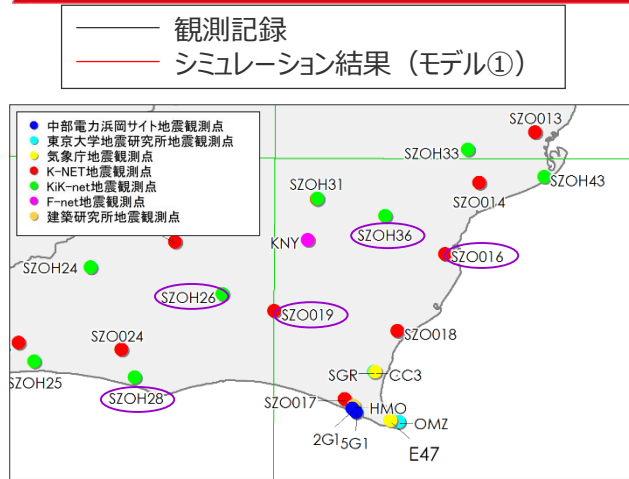 観測記録
シミュレーション結果（モデル①）
中部電力浜岡サイト地震観測点
東京大学地震研究所地震観測点
気象庁地震観測点
K-NET地震観測点
KiK-net地震観測点
F-net地震観測点
建築研究所地震観測点
SZO013
SZOH33
SZOH43
SZOH31
SZO014
SZOH36
KNY
SZO016
SZOH24
SZOH26
SZO019
SZO018
SZO024
SZOH25
SGR
CC3
SZOH28
SZO017
HMO
OMZ
2G1
5G1
E47